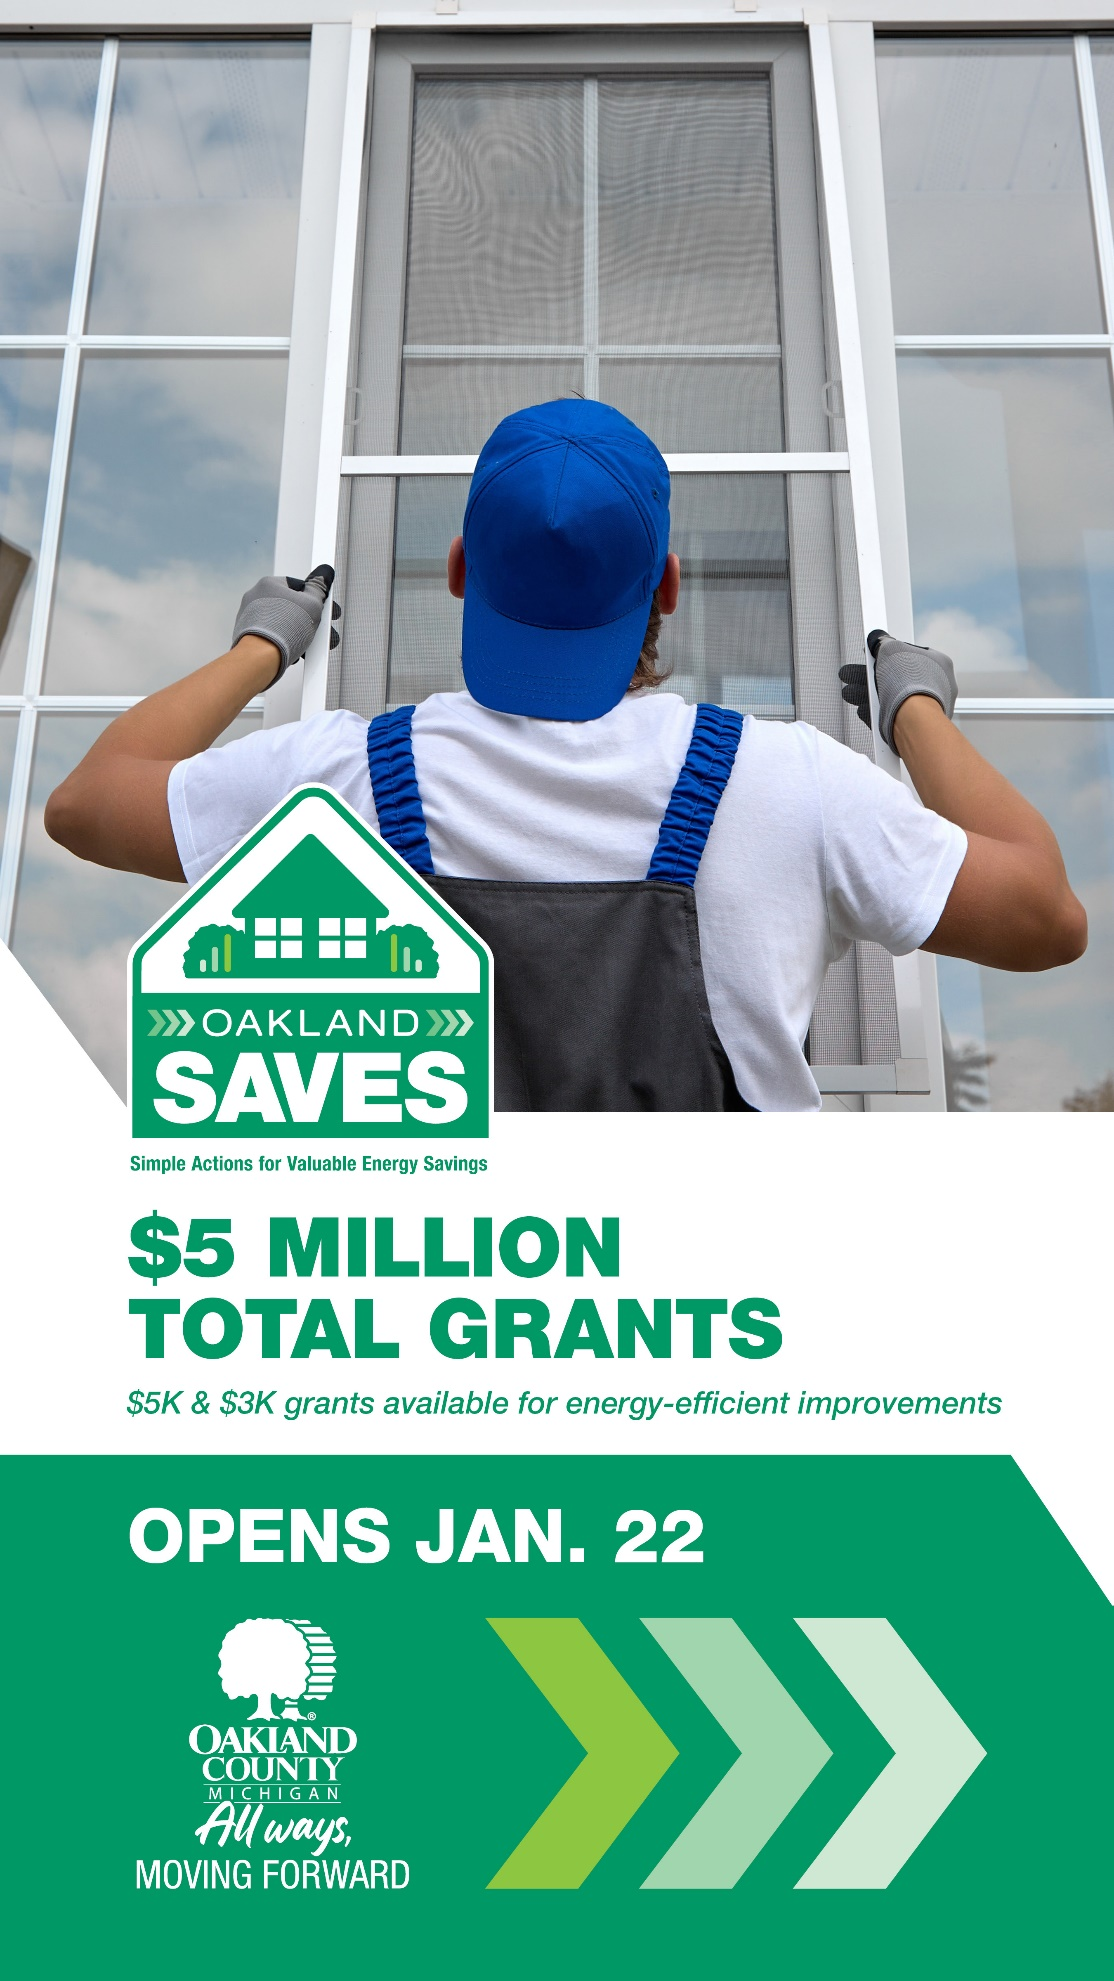 OAKLAND
SAVES
Simple Actions for Valuable Energy Savings
$5 MILLION
TOTAL GRANTS
$5K & $3K grants available for energy-efficient improvements
OPENS JAN. 22
®
OAKLAND
COUNTY
MICHIGAN
All ways,
MOVING FORWARD